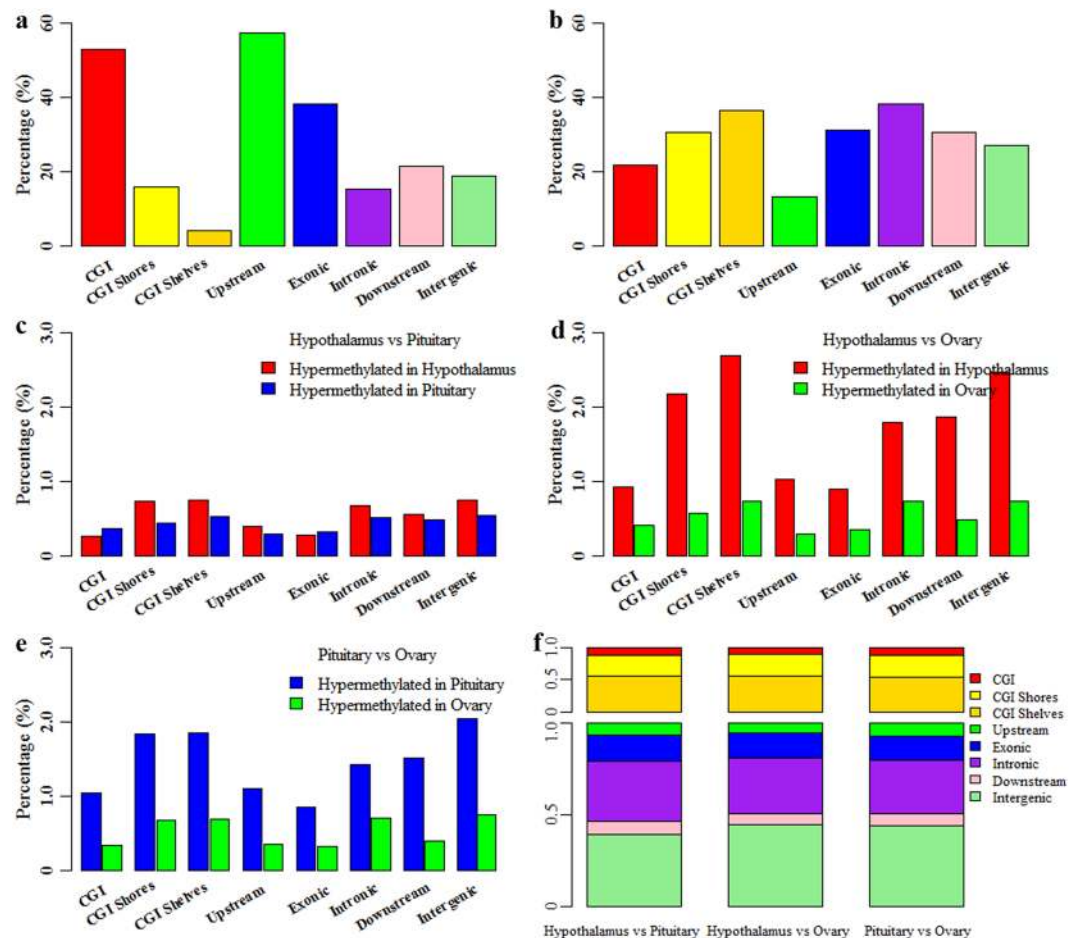 a
Percentage (%)
60
40
20
0
CGI
CGI Shores
CGI Shelves
Upstream
Exonic
Intronic
Downstream
Intergenic
b
Percentage (%)
60
40
20
0
CGI
CGI Shores
CGI Shelves
Upstream
Exonic
Intronic
Downstream
Intergenic
c
Hypothalamus vs Pituitary
Hypermethylated in Hypothalamus
Hypermethylated in Pituitary
Percentage (%)
3.0
2.0
1.0
0
CGI
CGI Shores
CGI Shelves
Upstream
Exonic
Intronic
Downstream
Intergenic
d
Hypothalamus vs Ovary
Hypermethylated in Hypothalamus
Hypermethylated in Ovary
Percentage (%)
3.0
2.0
1.0
0
CGI
CGI Shores
CGI Shelves
Upstream
Exonic
Intronic
Downstream
Intergenic
e
Pituitary vs Ovary
Hypermethylated in Pituitary
Hypermethylated in Ovary
Percentage (%)
3.0
2.0
1.0
0
CGI
CGI Shores
CGI Shelves
Upstream
Exonic
Intronic
Downstream
Intergenic
f
1.0
0.5
0
1.0
0.5
0
CGI
CGI Shores
CGI Shelves
Upstream
Exonic
Intronic
Downstream
Intergenic
Hypothalamus vs Pituitary
Hypothalamus vs Ovary
Pituitary vs Ovary